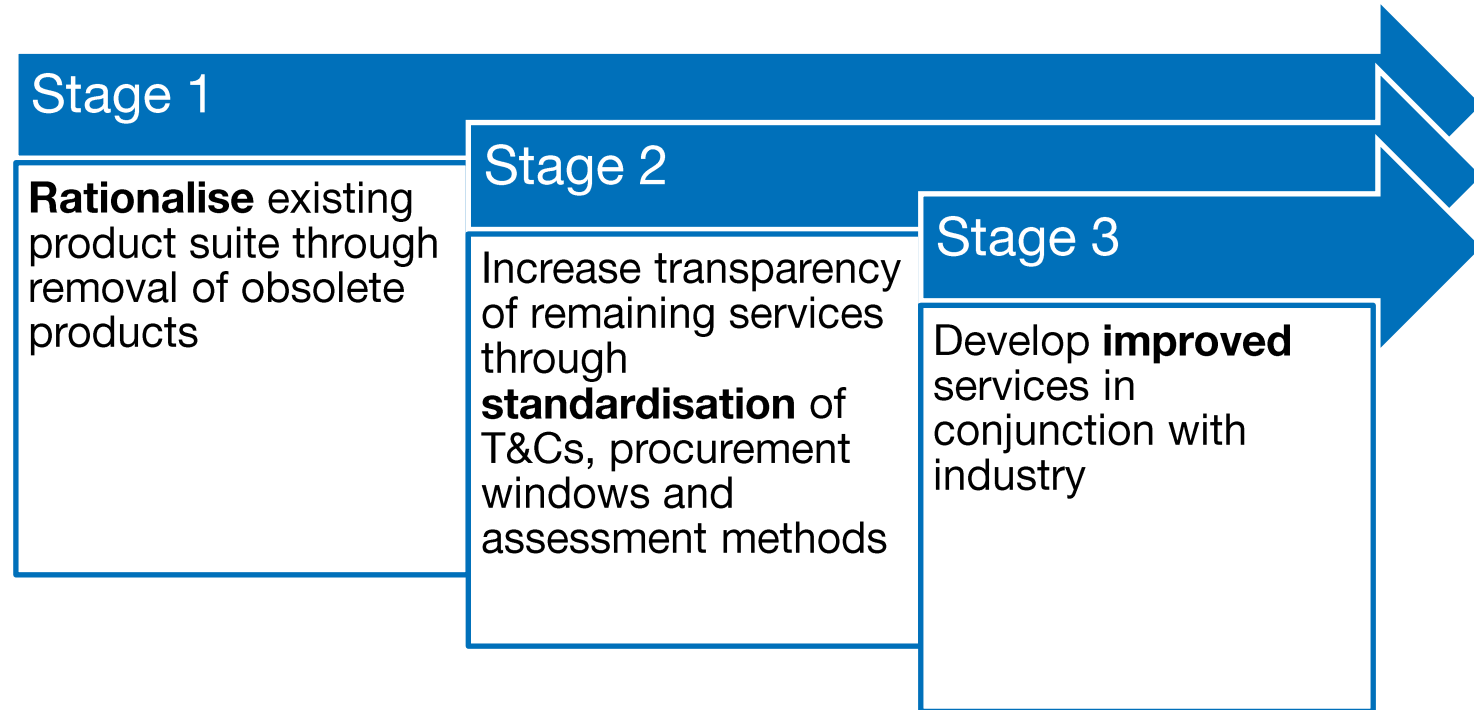 Stage 1
Rationalise existing
product suite through
removal of obsolete
products
Stage 2
Increase transparency
of remaining services
through
standardisation of
T&Cs, procurement
windows and
assessment methods
Stage 3
Develop improved
services in
conjunction with
industry